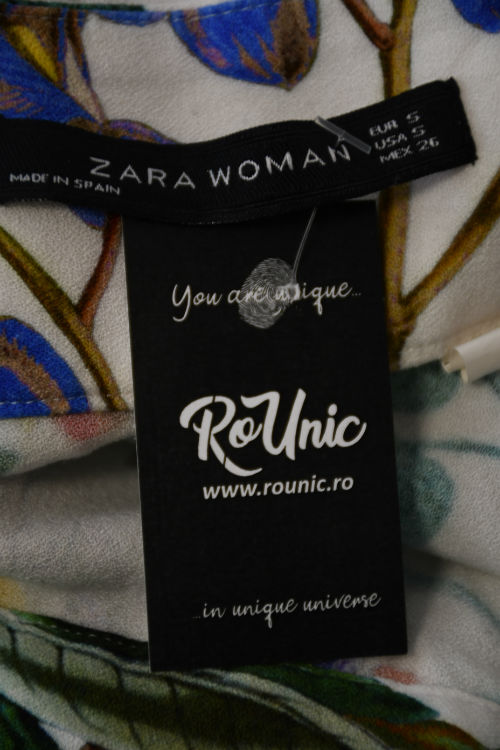 ZARA WOMAN
MADE IN SPAIN
EUR S
USA S
MEX 26
You are unique...
RoUnic
www.rounic.ro
...in unique universe